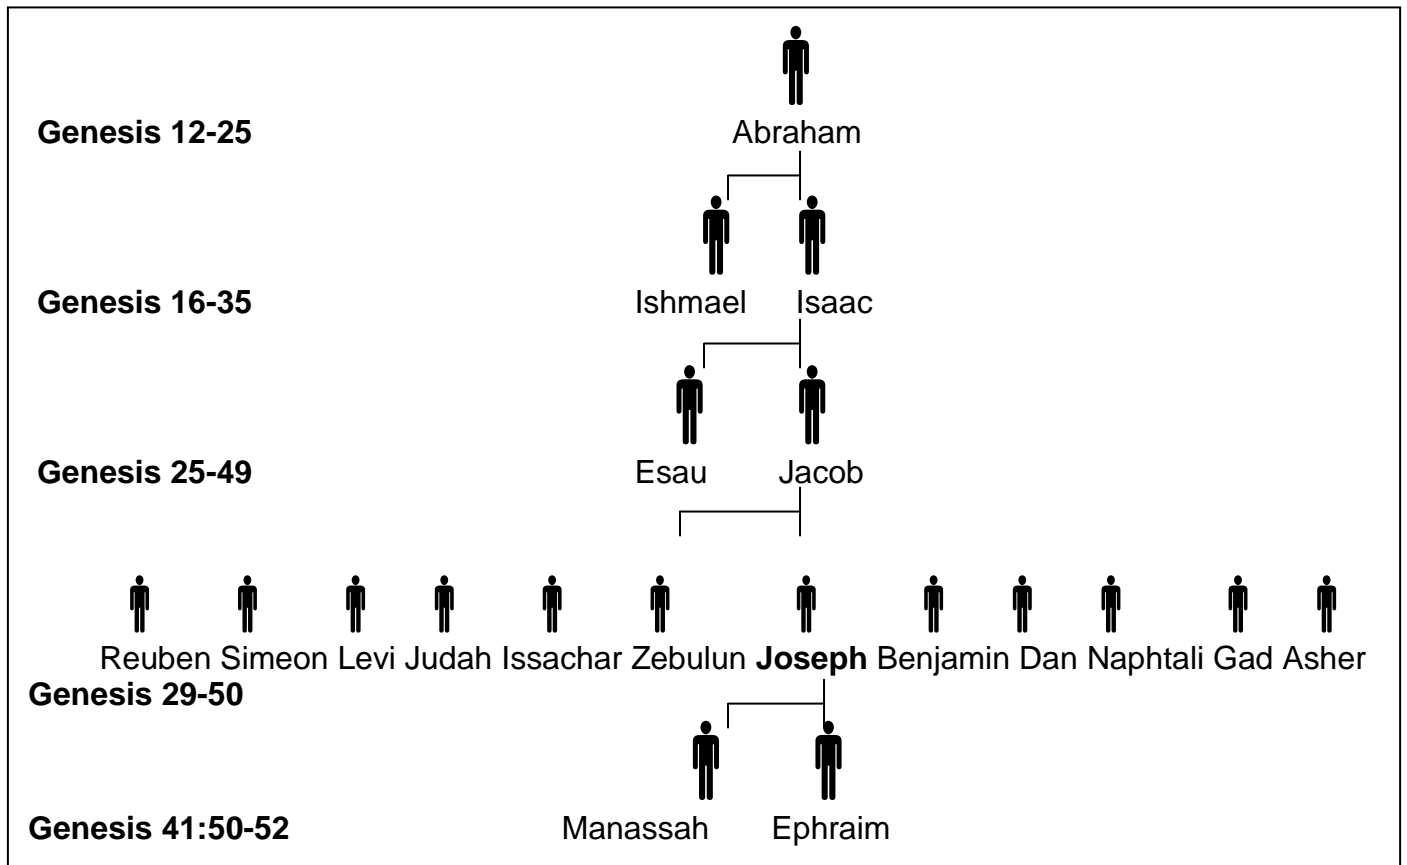 Genesis 12-25 Abraham
Genesis 16-35 Ishmael Isaac
Genesis 25-49 Esau Jacob
Reuben Simeon Levi Judah Issachar Zebulun Joseph Benjamin Dan Naphtali Gad Asher
Genesis 29-50
Genesis 41:50-52 Manassah Ephraim